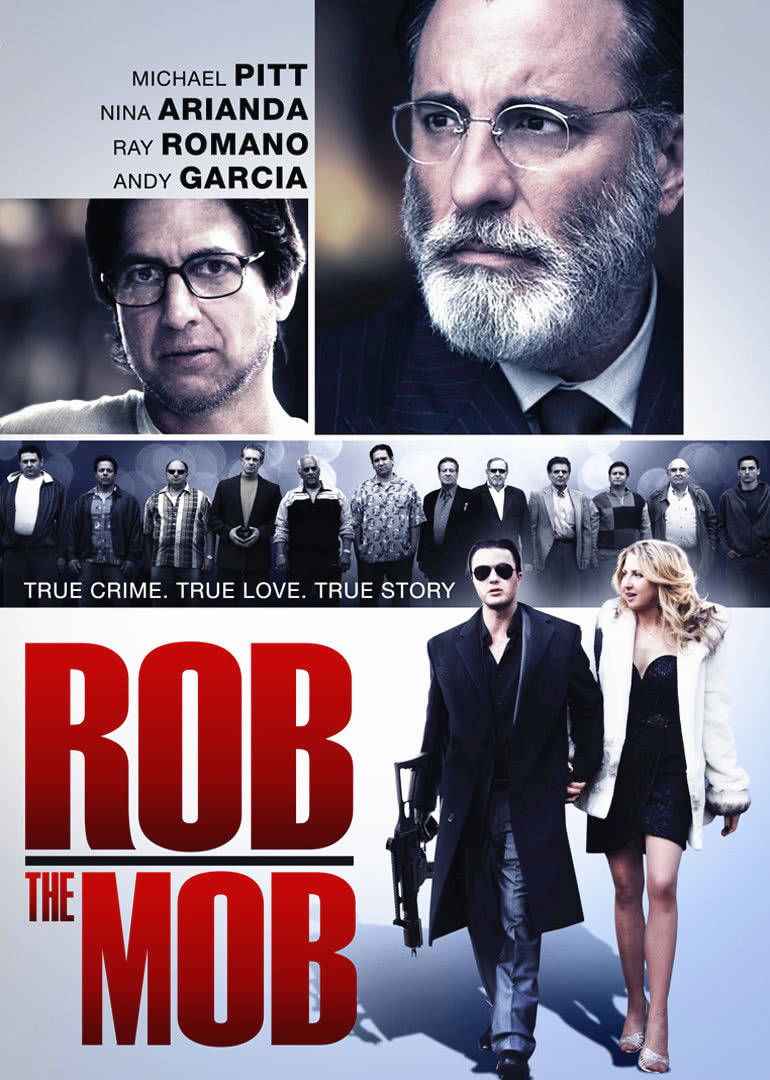 MICHAEL PITT
NINA ARIANDA
RAY ROMANO
ANDY GARCIA
TRUE CRIME. TRUE LOVE. TRUE STORY
ROB
THE MOB